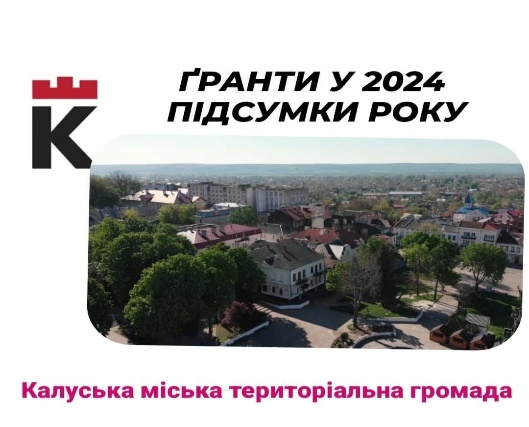 ҐРАНТИ У 2024
ПІДСУМКИ РОКУ
К
Калуська міська територіальна громада